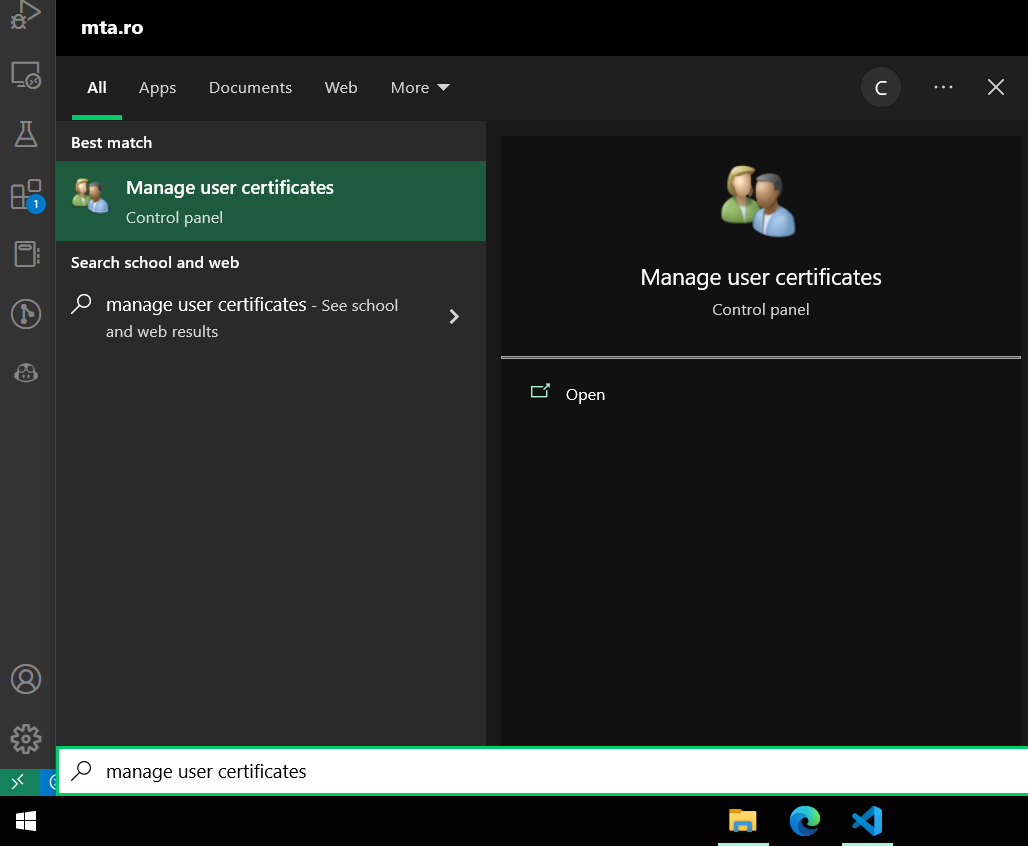 mta.ro
All Apps Documents Web More
C
Best match
Manage user certificates
Control panel
Search school and web
manage user certificates - See school
and web results
1
Manage user certificates
Control panel
Open
manage user certificates